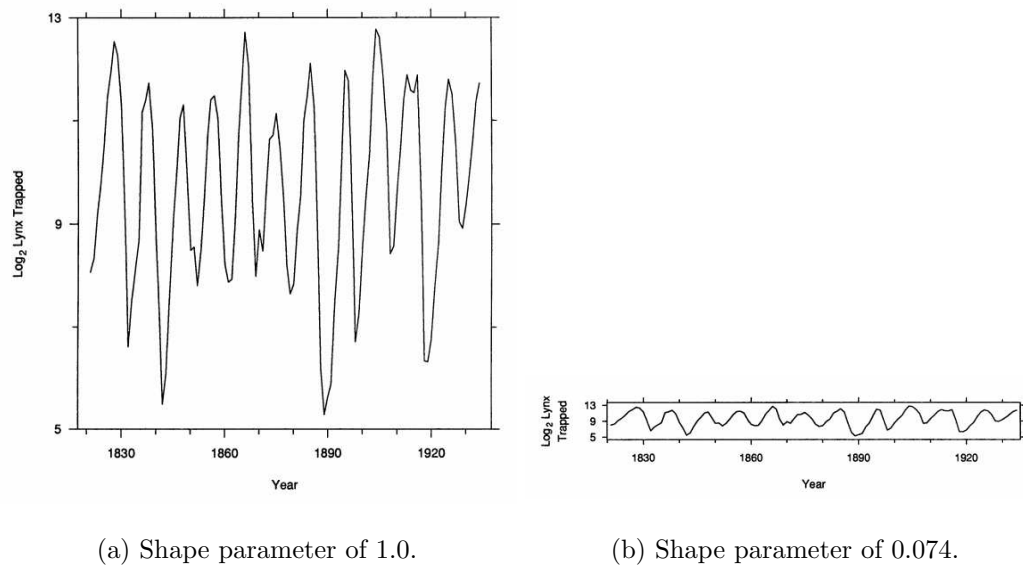 13
9
5
Log2 Lynx Trapped
1830
1860
1890
1920
Year
13
9
5
Log2 Lynx
Trapped
1830
1860
1890
1920
Year
(a) Shape parameter of 1.0.
(b) Shape parameter of 0.074.